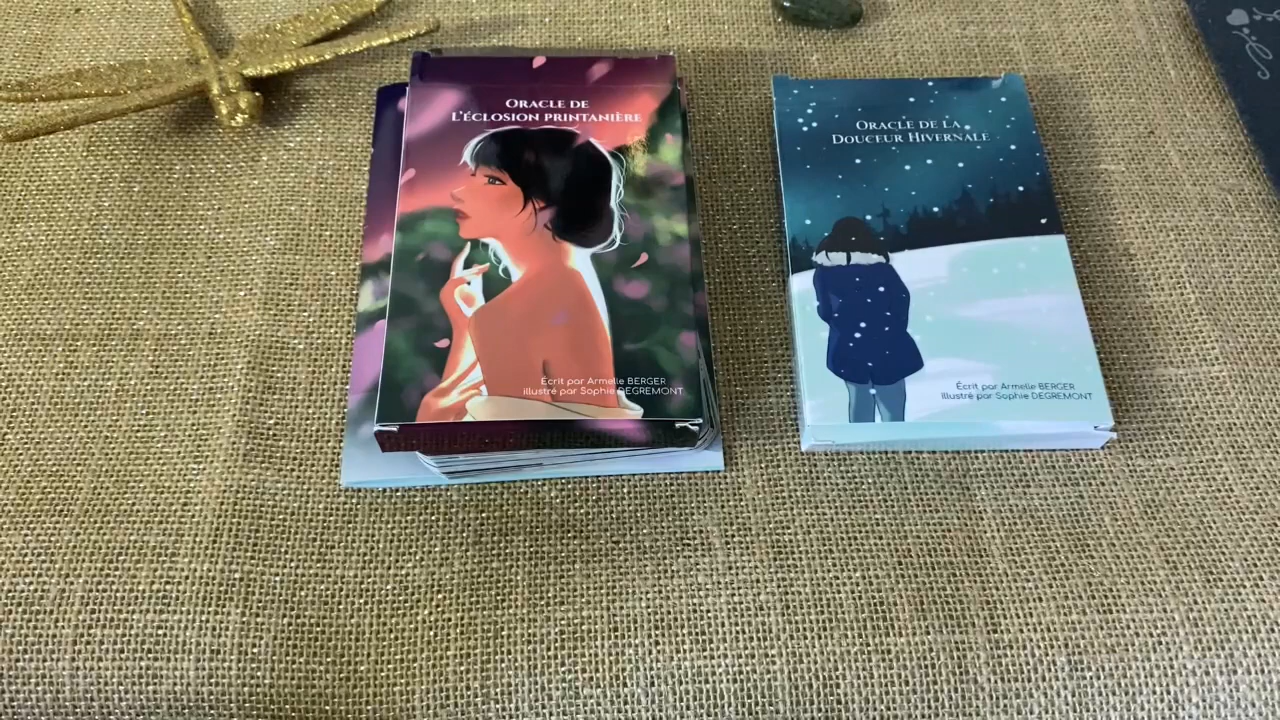 ORACLE DE
L'ÉCLOSION PRINTANIÈRE
Écrit par Armelle BERGER
illustré par Sophie DEGREMONT
ORACLE DE LA
DOUCEUR HIVERNALE
Écrit par Armelle BERGER
illustré par Sophie DEGREMONT